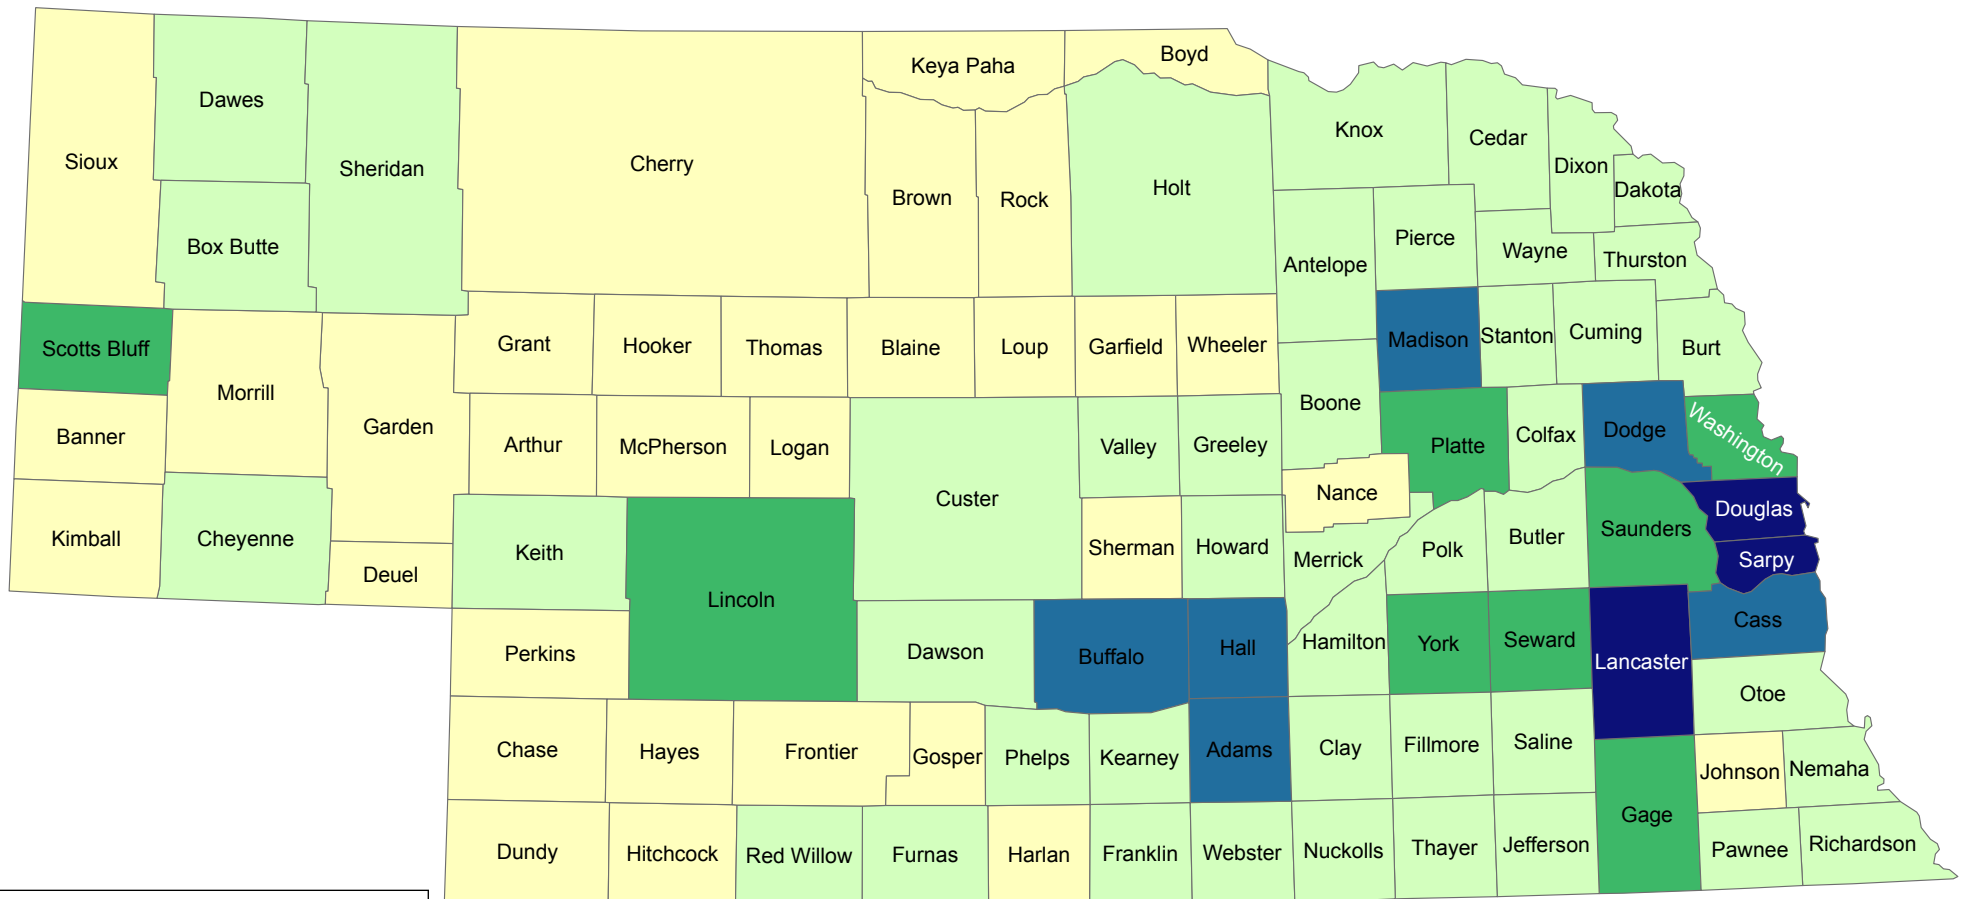 Keya Paha
Boyd
Dawes
Sioux
Sheridan
Cherry
Brown
Rock
Holt
Knox
Cedar
Dixon
Dakota
Box Butte
Antelope
Pierce
Wayne
Thurston
Scotts Bluff
Morrill
Garden
Grant
Hooker
Thomas
Blaine
Loup
Garfield
Wheeler
Madison
Stanton
Cuming
Burt
Boone
Banner
Arthur
McPherson
Logan
Custer
Valley
Greeley
Platte
Colfax
Dodge
Washington
Nance
Kimball
Cheyenne
Deuel
Keith
Lincoln
Sherman
Howard
Merrick
Polk
Butler
Saunders
Douglas
Sarpy
Perkins
Dawson
Buffalo
Hall
Hamilton
York
Seward
Lancaster
Cass
Otoe
Chase
Hayes
Frontier
Gosper
Phelps
Kearney
Adams
Clay
Fillmore
Saline
Johnson
Nemaha
Dundy
Hitchcock
Red Willow
Furnas
Harlan
Franklin
Webster
Nuckolls
Thayer
Jefferson
Gage
Pawnee
Richardson